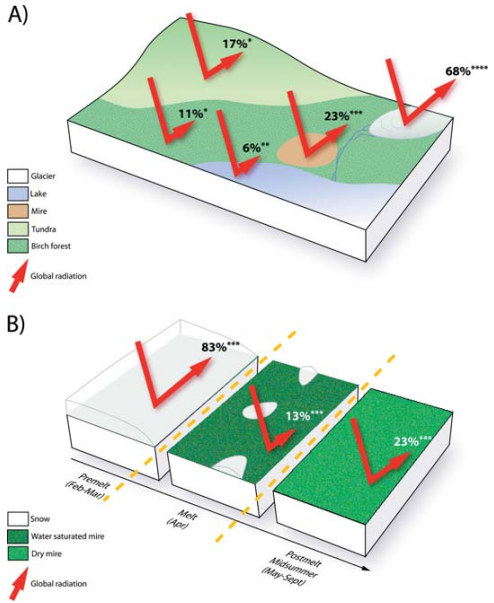 A)
17%*
68%****
11%*
23%***
6%**
Glacier
Lake
Mire
Tundra
Birch forest
Global radiation
B)
83%***
13%***
23%***
Premelt
(Feb-Mar)
Melt
(Apr)
Postmelt
Midsummer
(May-Sept)
Snow
Water saturated mire
Dry mire
Global radiation